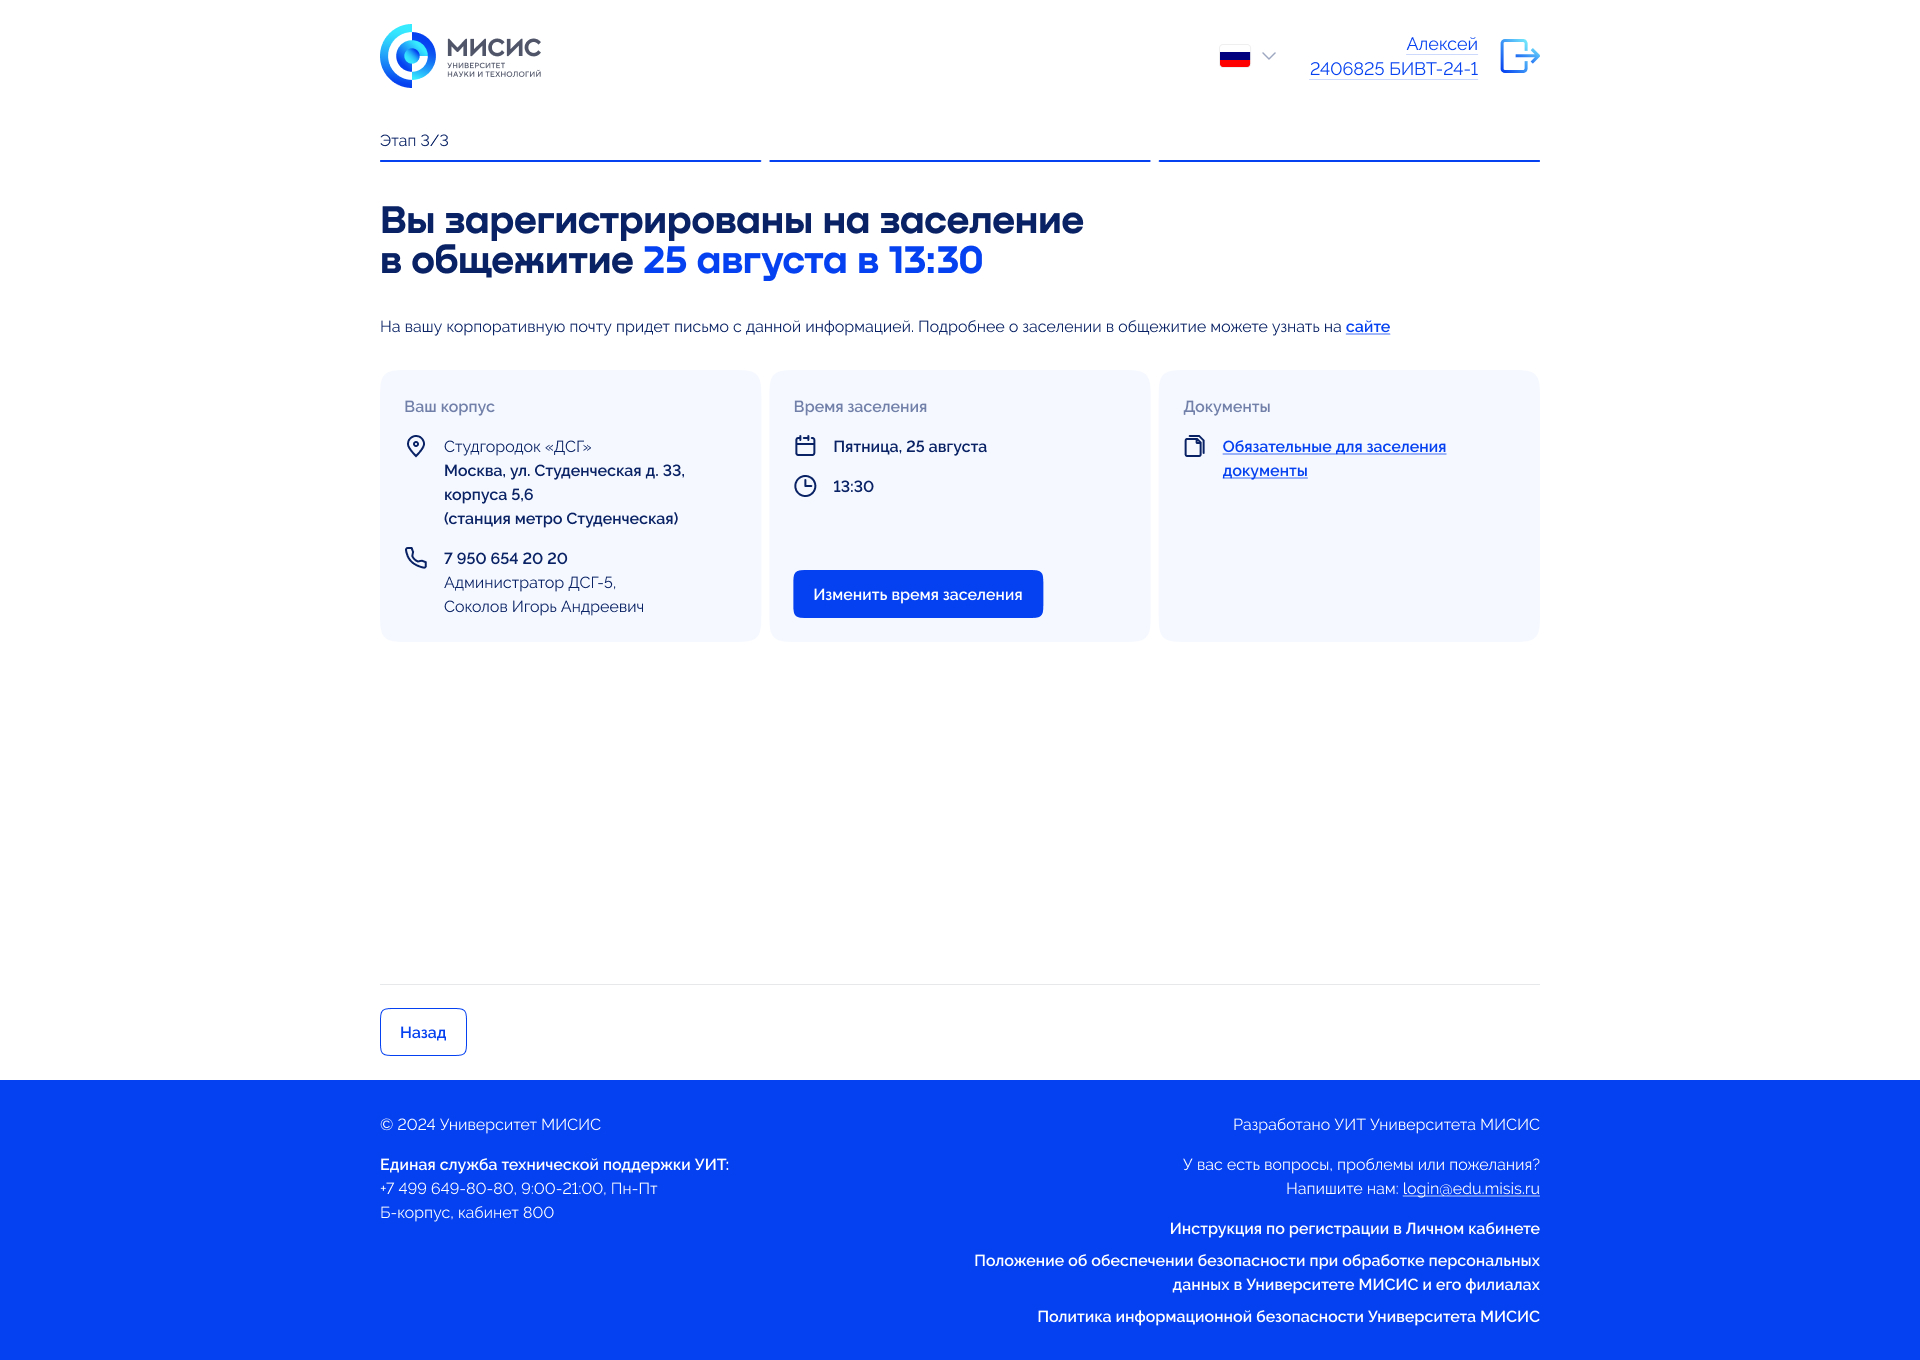 МИСИС
УНИВЕРСИТЕТ
НАУКИ И ТЕХНОЛОГИЙ
Алексей
2406825 БИВТ-24-1
Этап 3/3
Вы зарегистрированы на заселение
в общежитие 25 августа в 13:30
На вашу корпоративную почту придет письмо с данной информацией. Подробнее о заселении в общежитие можете узнать на сайте
Ваш корпус
Студгородок «ДСГ»
Москва, ул. Студенческая д. 33,
корпуса 5,6
(станция метро Студенческая)
7 950 654 20 20
Администратор ДСГ-5,
Соколов Игорь Андреевич
Время заселения
Пятница, 25 августа
13:30
Изменить время заселения
Документы
Обязательные для заселения
документы
Назад
© 2024 Университет МИСИС
Единая служба технической поддержки УИТ:
+7 499 649-80-80, 9:00-21:00, Пн-Пт
Б-корпус, кабинет 800
Разработано УИТ Университета МИСИС
У вас есть вопросы, проблемы или пожелания?
Напишите нам: login@edu.misis.ru
Инструкция по регистрации в Личном кабинете
Положение об обеспечении безопасности при обработке персональных
данных в Университете МИСИС и его филиалах
Политика информационной безопасности Университета МИСИС